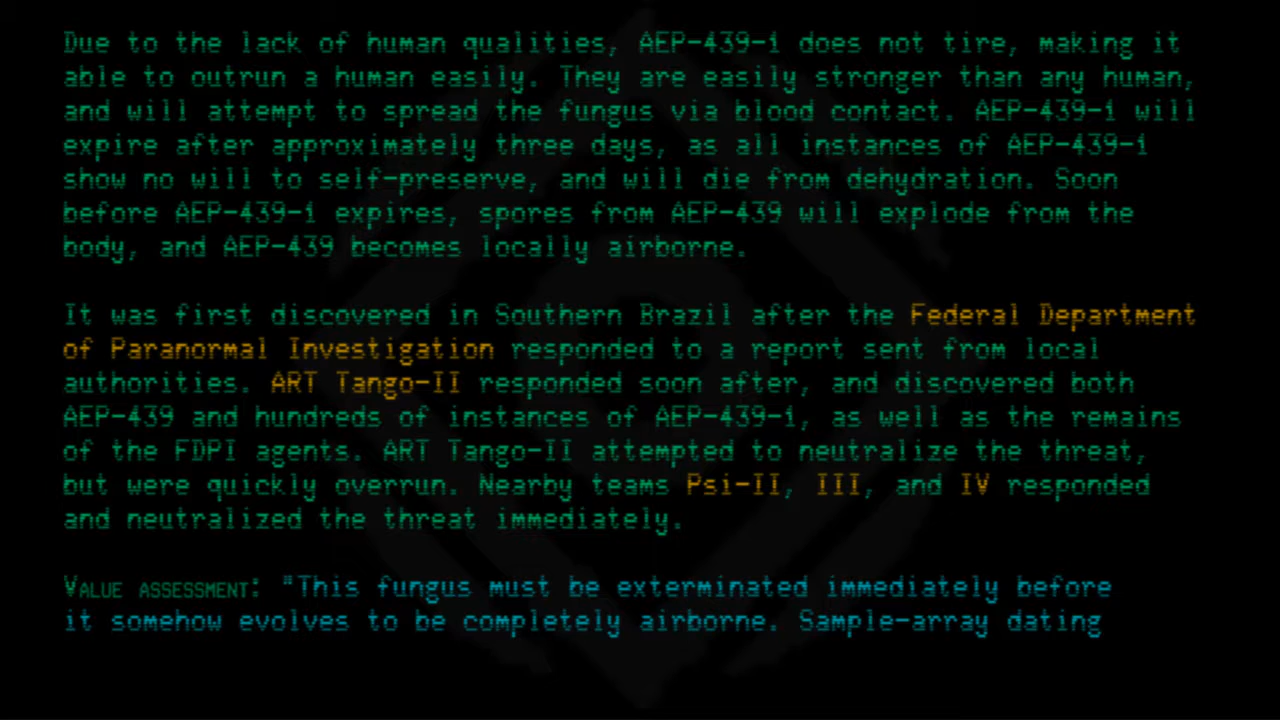 Due to the lack of human qualities, AEP-439-1 does not tire, making it
able to outrun a human easily. They are easily stronger than any human,
and will attempt to spread the fungus via blood contact. AEP-439-1 will
expire after approximately three days, as all instances of AEP-439-1
show no will to self-preserve, and will die from dehydration. Soon
before AEP-439-1 expires, spores from AEP-439 will explode from the
body, and AEP-439 becomes locally airborne.
It was first discovered in Southern Brazil after the Federal Department
of Paranormal Investigation responded to a report sent from local
authorities. ART Tango-II responded soon after, and discovered both
AEP-439 and hundreds of instances of AEP-439-1, as well as the remains
of the FDPI agents. ART Tango-II attempted to neutralize the threat,
but were quickly overrun. Nearby teams Psi-II, III, and IV responded
and neutralized the threat immediately.
VALUE ASSESSMENT: "This fungus must be exterminated immediately before
it somehow evolves to be completely airborne. Sample-array dating